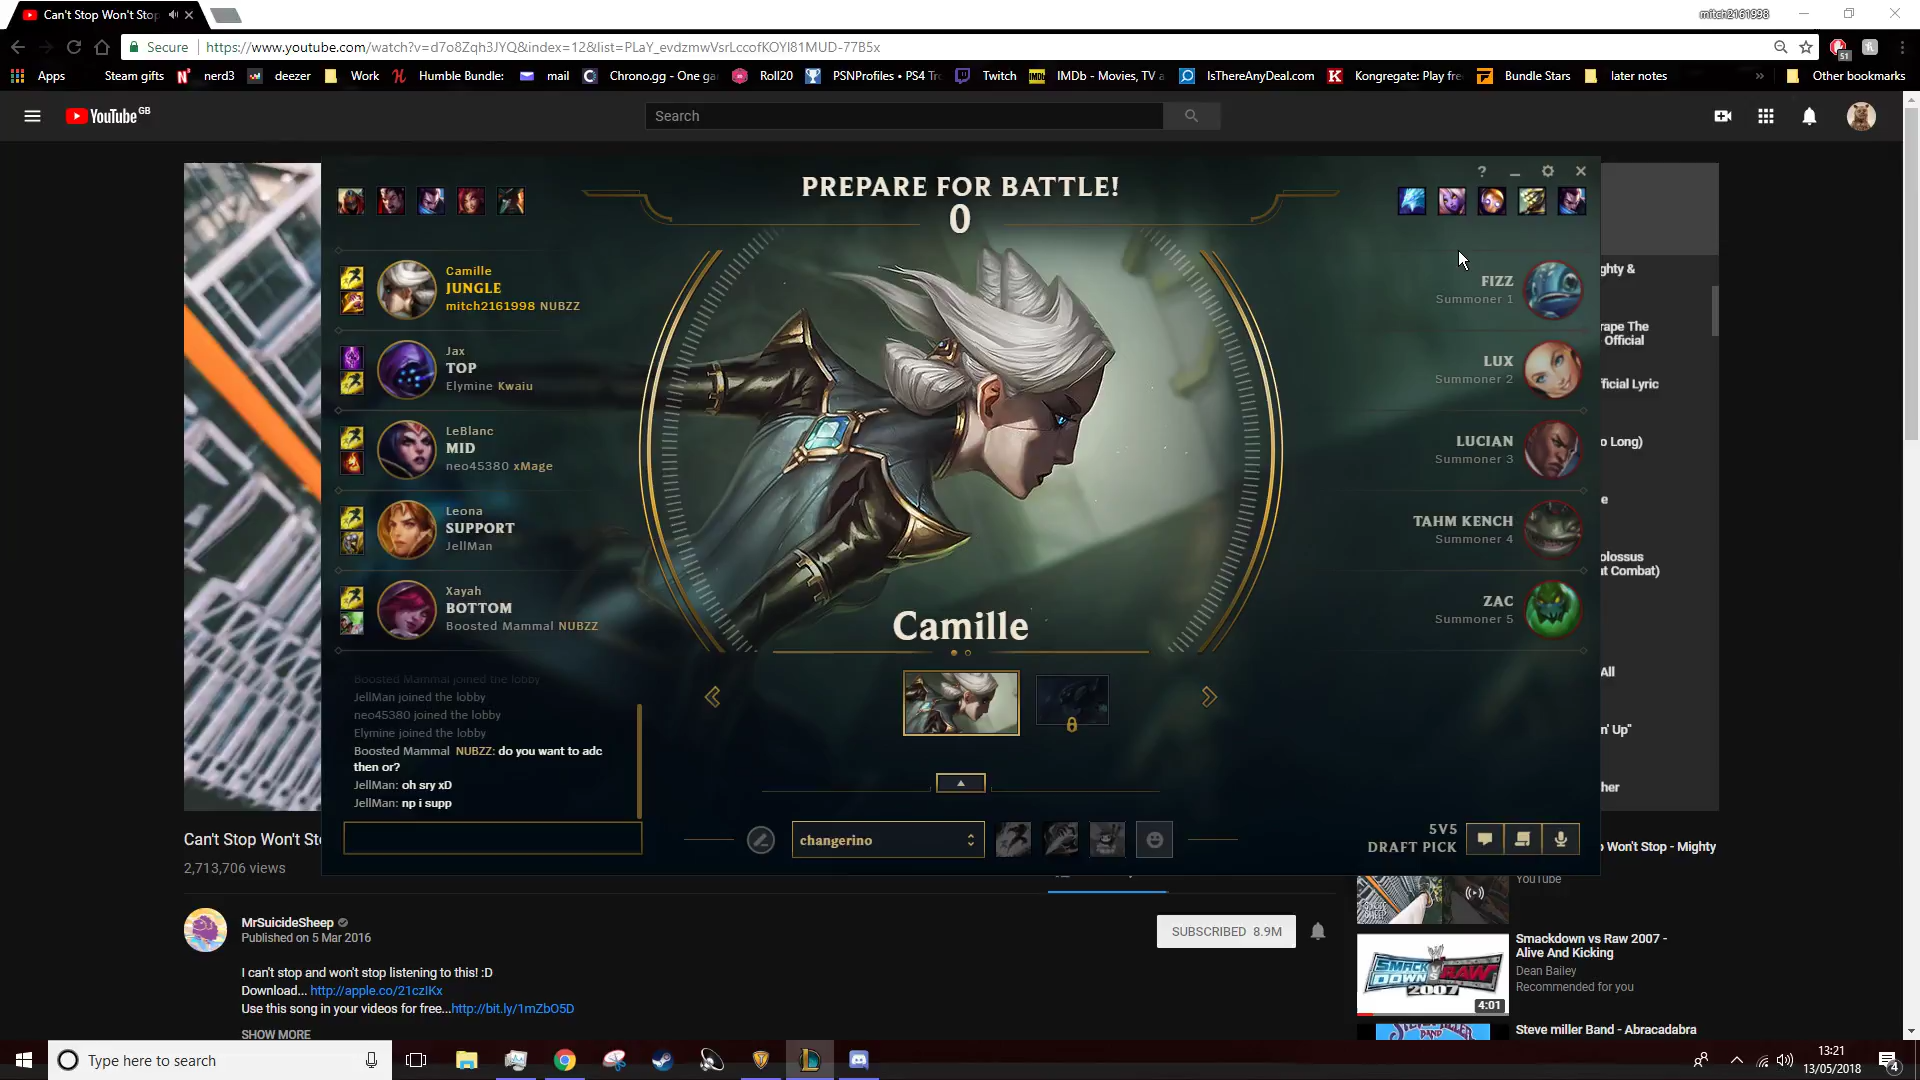 Can't Stop Won't Stop
mitch2161998
Secure
https://www.youtube.com/watch?v=d7o8Zqh3JYQ&index=12&list=PLaY_evdzmwVsrLccofKOYl81MUD-77B5x
51
Apps
Steam gifts
nerd3
deezer
Work
Humble Bundle:
mail
Chrono.gg - One ga
Roll20
PSNProfiles • PS4 Tr
Twitch
IMDb - Movies, TV a
IsThereAnyDeal.com
Kongregate: Play fre
Bundle Stars
later notes
»
Other bookmarks
YouTube GB
Search
PREPARE FOR BATTLE!
0
?
Camille
JUNGLE
mitch2161998 NUBZZ
Jax
TOP
Elymine Kwaiu
LeBlanc
MID
neo45380 xMage
Leona
SUPPORT
JellMan
Xayah
BOTTOM
Boosted Mammal NUBZZ
FIZZ
Summoner 1
LUX
Summoner 2
LUCIAN
Summoner 3
TAHM KENCH
Summoner 4
ZAC
Summoner 5
ghty &
rape The
Official
fficial Lyric
o Long)
e
olossus
at Combat)
All
n' Up"
her
Camille
Boosted Mammal joined the lobby
JellMan joined the lobby
neo45380 joined the lobby
Elymine joined the lobby
Boosted Mammal NUBZZ: do you want to adc
then or?
JellMan: oh sry xD
JellMan: np i supp
changerino
5V5
DRAFT PICK
Can't Stop Won't Sto
2,713,706 views
Won't Stop - Mighty
YouTube
MrSuicideSheep
Published on 5 Mar 2016
SUBSCRIBED 8.9M
I can't stop and won't stop listening to this! :D
Download... http://apple.co/21czIKx
Use this song in your videos for free...http://bit.ly/1mZbO5D
SHOW MORE
SMACK
DOWN VS RAW
2007
4:01
Smackdown vs Raw 2007 -
Alive And Kicking
Dean Bailey
Recommended for you
Steve miller Band - Abracadabra
Type here to search
13:21
13/05/2018
4